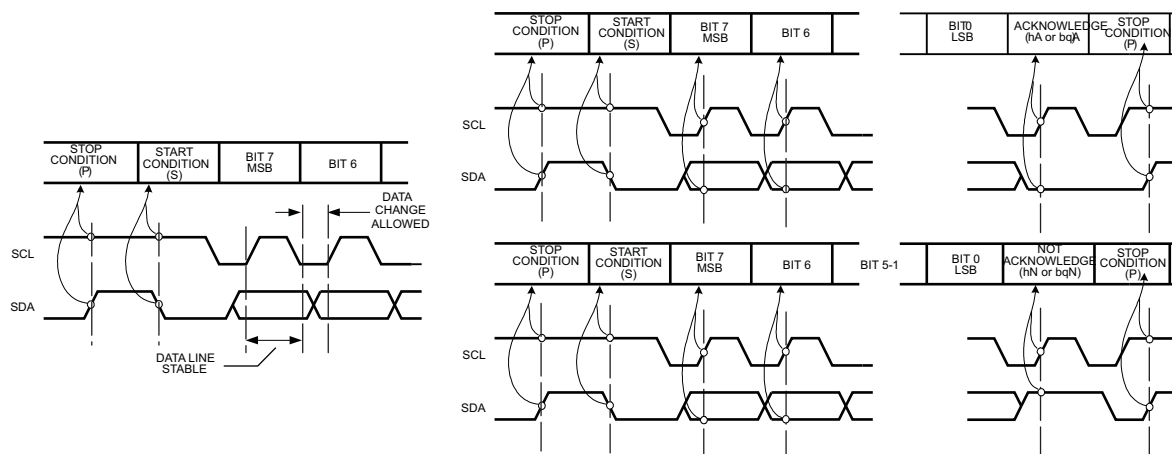 STOP
CONDITION
(P)
START
CONDITION
(S)
BIT 7
MSB
BIT 6
DATA
CHANGE
ALLOWED
SCL
SDA
DATA LINE
STABLE
STOP
CONDITION
(P)
START
CONDITION
(S)
BIT 7
MSB
BIT 6
BIT0
LSB
ACKNOWLEDGE
(hA or bqA
STOP
CONDITION
(P)
SCL
SDA
STOP
CONDITION
(P)
START
CONDITION
(S)
BIT 7
MSB
BIT 6
BIT 5-1
BIT 0
LSB
NOT
ACKNOWLEDGE
(hN or bqN)
STOP
CONDITION
(P)
SCL
SDA